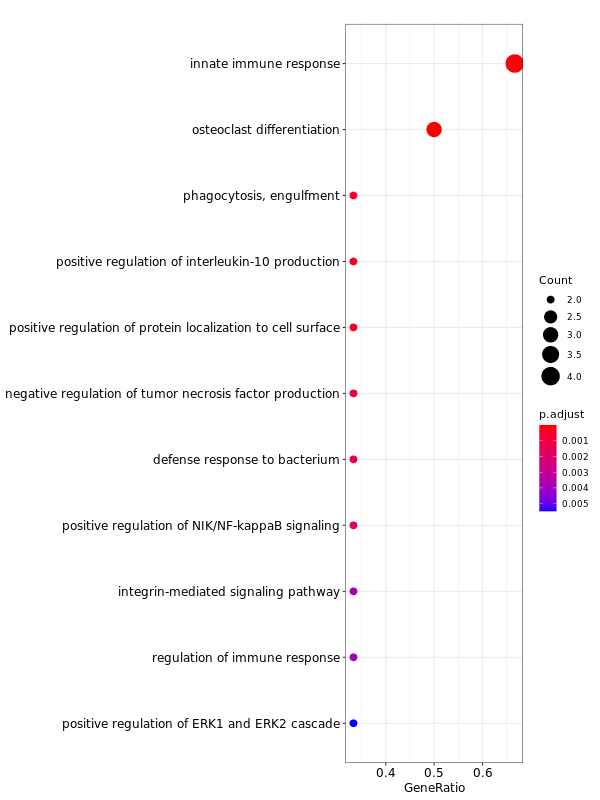 innate immune response
osteoclast differentiation
phagocytosis, engulfment
positive regulation of interleukin-10 production
positive regulation of protein localization to cell surface
negative regulation of tumor necrosis factor production
defense response to bacterium
positive regulation of NIK/NF-kappaB signaling
integrin-mediated signaling pathway
regulation of immune response
positive regulation of ERK1 and ERK2 cascade
0.4 0.5 0.6
GeneRatio
Count
2.0
2.5
3.0
3.5
4.0
p.adjust
0.001
0.002
0.003
0.004
0.005